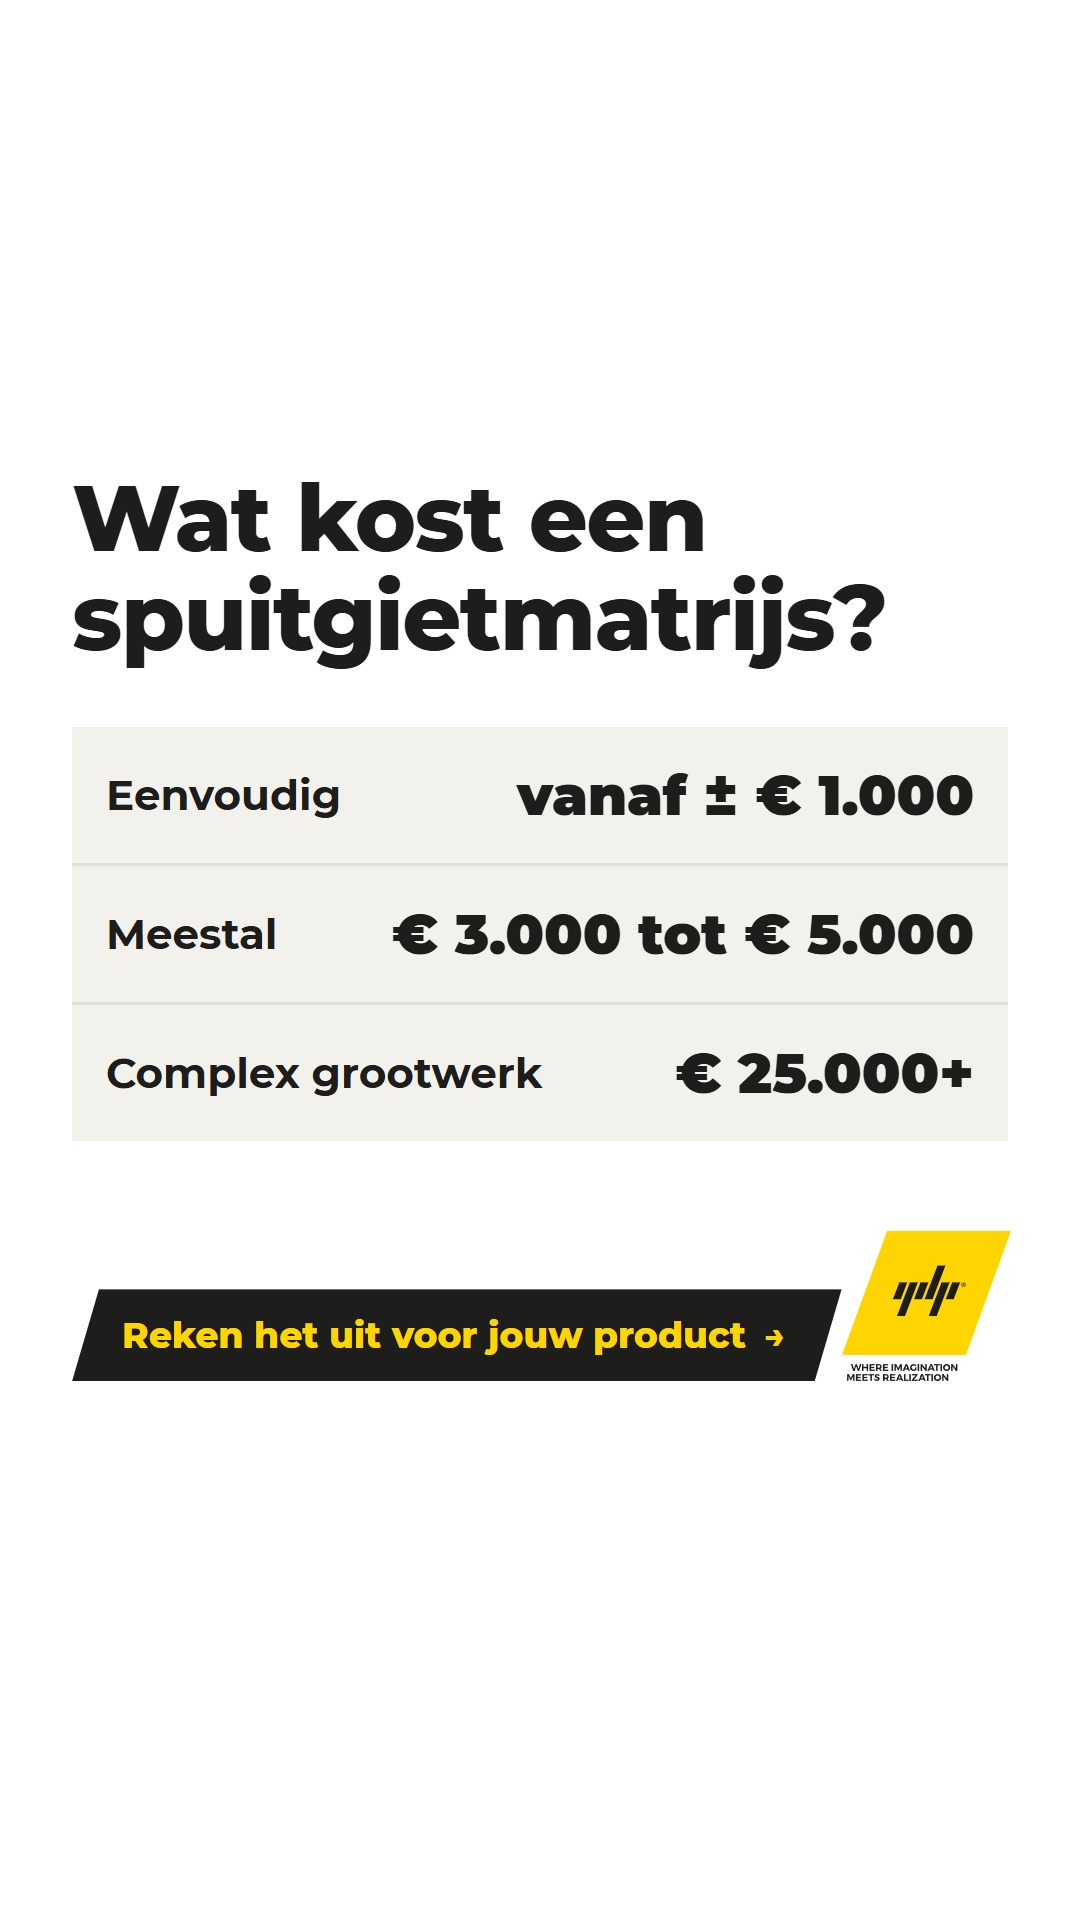 Wat kost een
spuitgietmatrijs?
Eenvoudig vanaf ± € 1.000
Meestal € 3.000 tot € 5.000
Complex grootwerk € 25.000+
Reken het uit voor jouw product →
WHERE IMAGINATION
MEETS REALIZATION